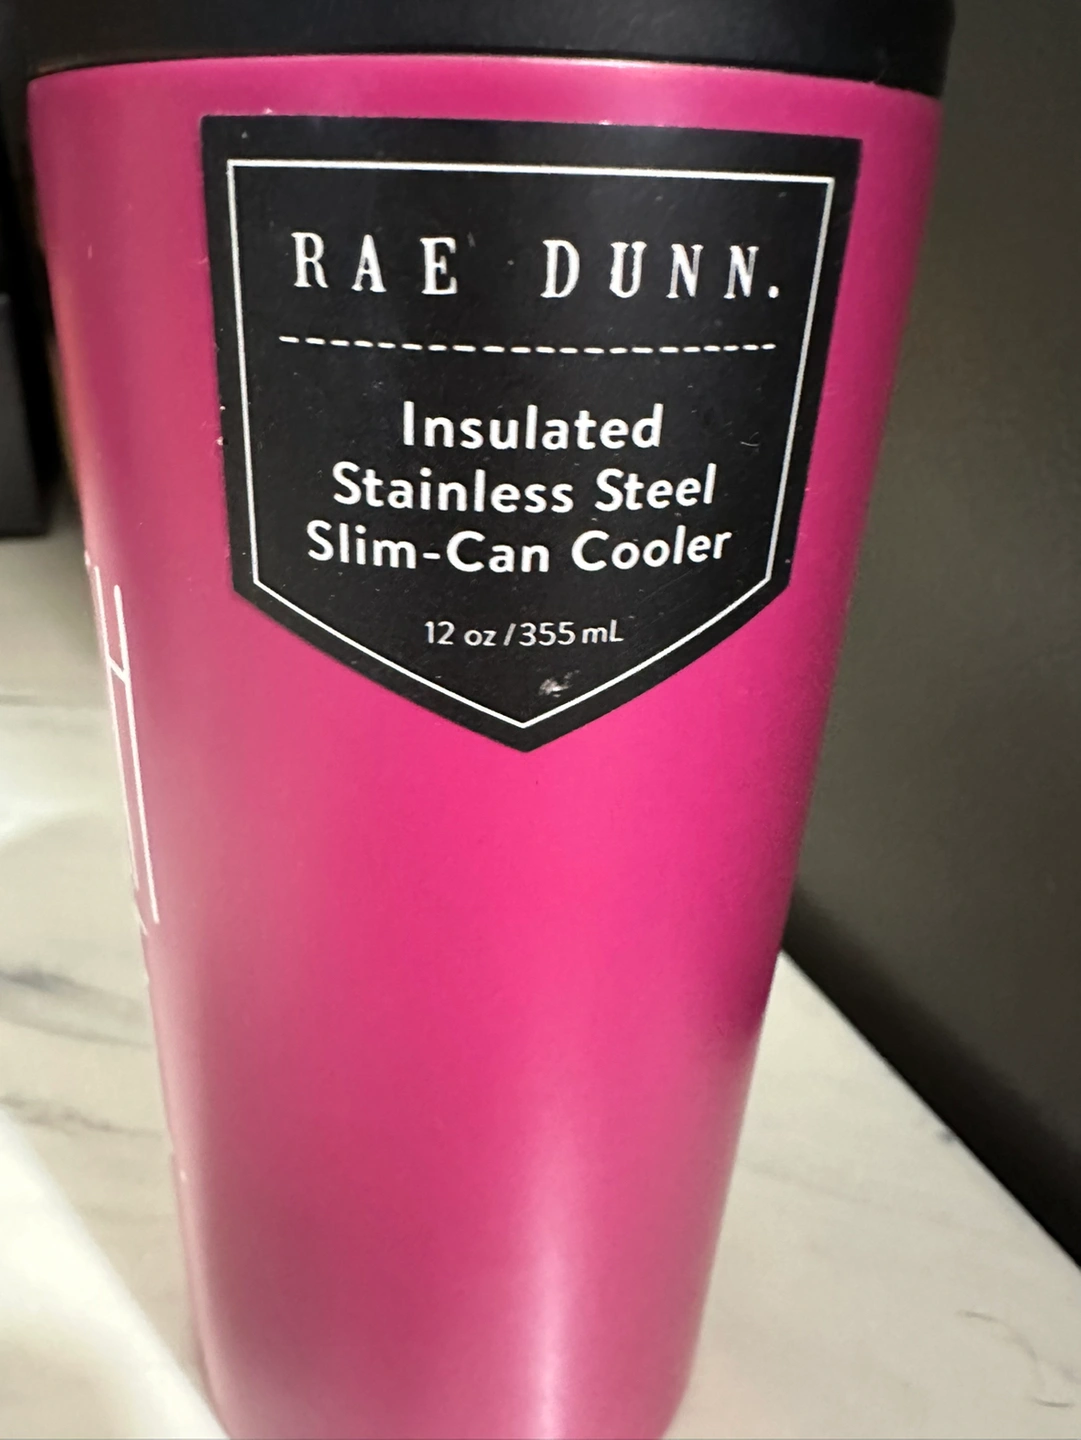 RAE DUNN.
Insulated
Stainless Steel
Slim-Can Cooler
12 oz/355 mL